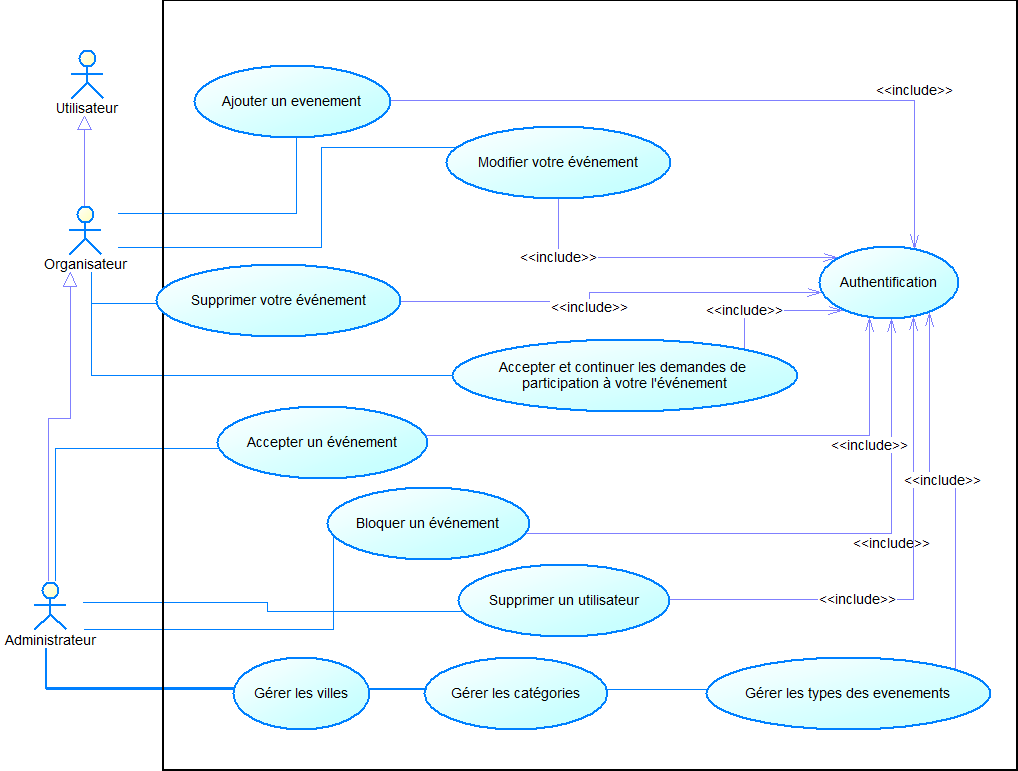 <<include>>
Utilisateur
Ajouter un evenement
Modifier votre événement
<<include>>
Organisateur
Authentification
Supprimer votre événement
<<include>>
<<include>>
Accepter et continuer les demandes de
participation à votre l'événement
Accepter un événement
<<include>>
<<include>>
Bloquer un événement
<<include>>
Supprimer un utilisateur
<<include>>
Administrateur
Gérer les villes
Gérer les catégories
Gérer les types des evenements